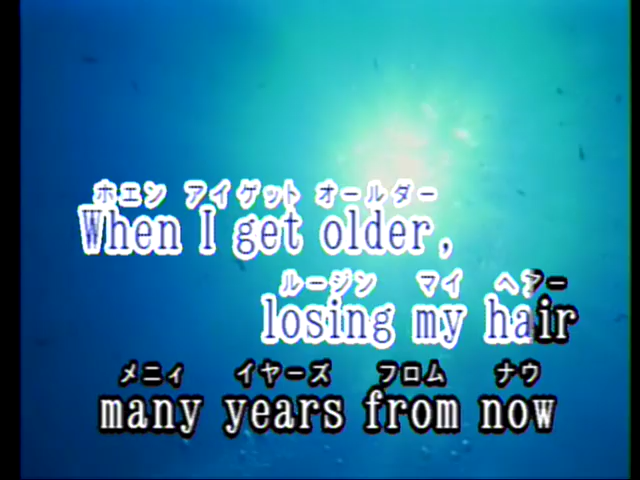 ホエン アイゲット オールダー
When I get older,
ルージン マイ ヘアー
losing my hair
メニィ イヤーズ フロム ナウ
many years from now